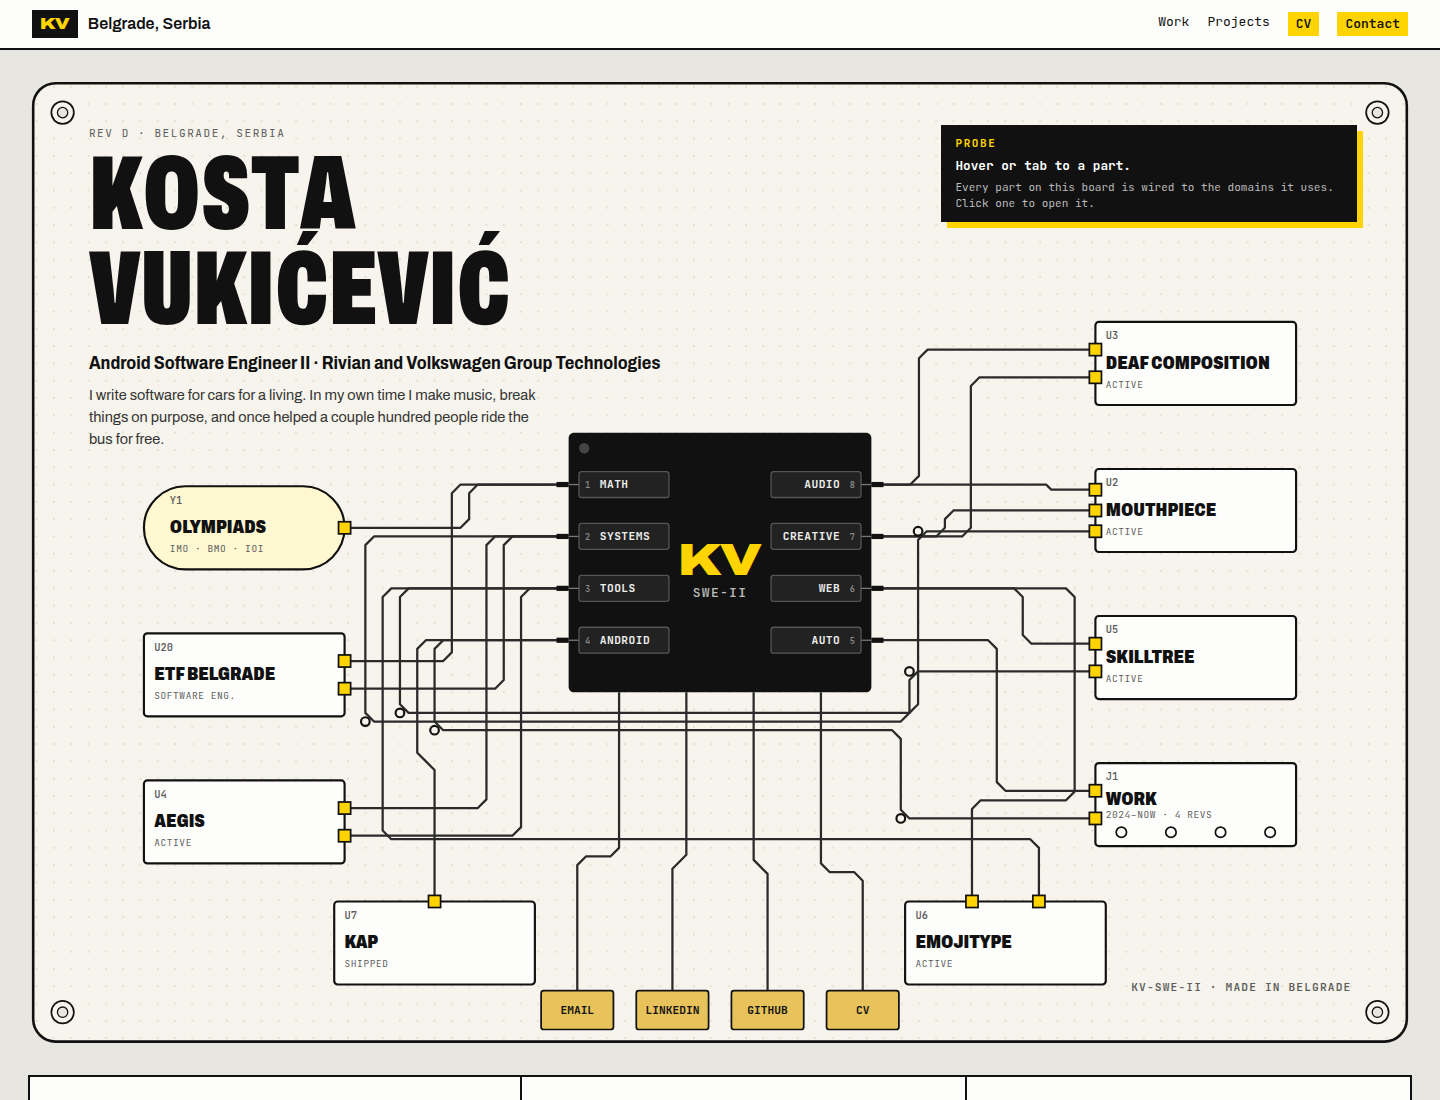 KV
Belgrade, Serbia
Work
Projects
CV
Contact
REV D · BELGRADE, SERBIA
KOSTA
VUKIĆEVIĆ
Android Software Engineer II · Rivian and Volkswagen Group Technologies
I write software for cars for a living. In my own time I make music, break
things on purpose, and once helped a couple hundred people ride the
bus for free.
PROBE
Hover or tab to a part.
Every part on this board is wired to the domains it uses.
Click one to open it.
U3
DEAF COMPOSITION
ACTIVE
Y1
OLYMPIADS
IMO · BMO · IOI
1 MATH
2 SYSTEMS
3 TOOLS
4 ANDROID
KV
SWE-II
AUDIO 8
CREATIVE 7
WEB 6
AUTO 5
U2
MOUTHPIECE
ACTIVE
U20
ETF BELGRADE
SOFTWARE ENG.
U5
SKILLTREE
ACTIVE
U4
AEGIS
ACTIVE
J1
WORK
2024–NOW · 4 REVS
U7
KAP
SHIPPED
U6
EMOJITYPE
ACTIVE
EMAIL
LINKEDIN
GITHUB
CV
KV-SWE-II · MADE IN BELGRADE